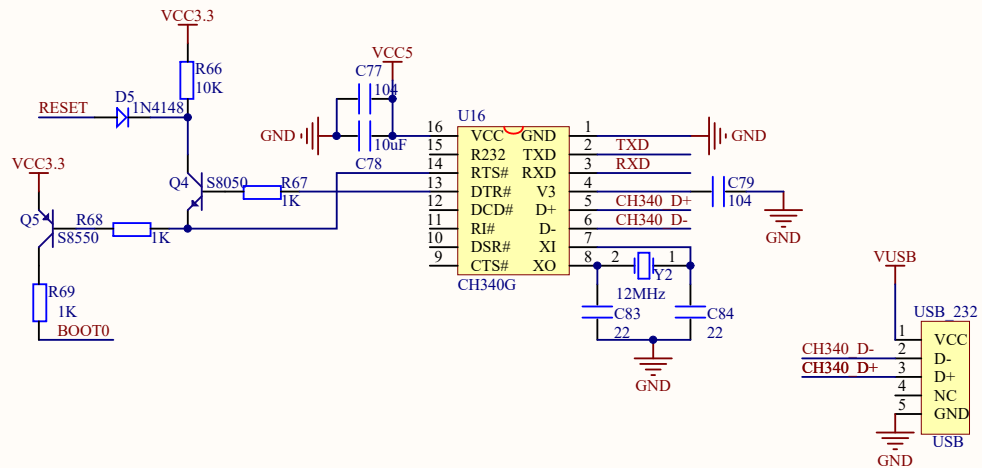 VCC3.3
R66
10K
D5
1N4148
RESET
VCC5
C77
104
GND
10uF
C78
U16
16 VCC GND 1
15 R232 TXD 2
14 RTS# RXD 3
13 DTR# V3 4
12 DCD# D+ 5
11 RI# D- 6
10 DSR# XI 7
9 CTS# XO 8
CH340G
GND
TXD
RXD
C79
104
GND
CH340_D+
CH340_D-
VCC3.3
Q4
S8050
R67
1K
Q5
S8550
R68
1K
R69
1K
BOOT0
2
1
Y2
12MHz
C83
22
C84
22
GND
VUSB
USB_232
1 VCC
CH340_D- 2 D-
CH340_D+ 3 D+
4 NC
5 GND
USB
GND